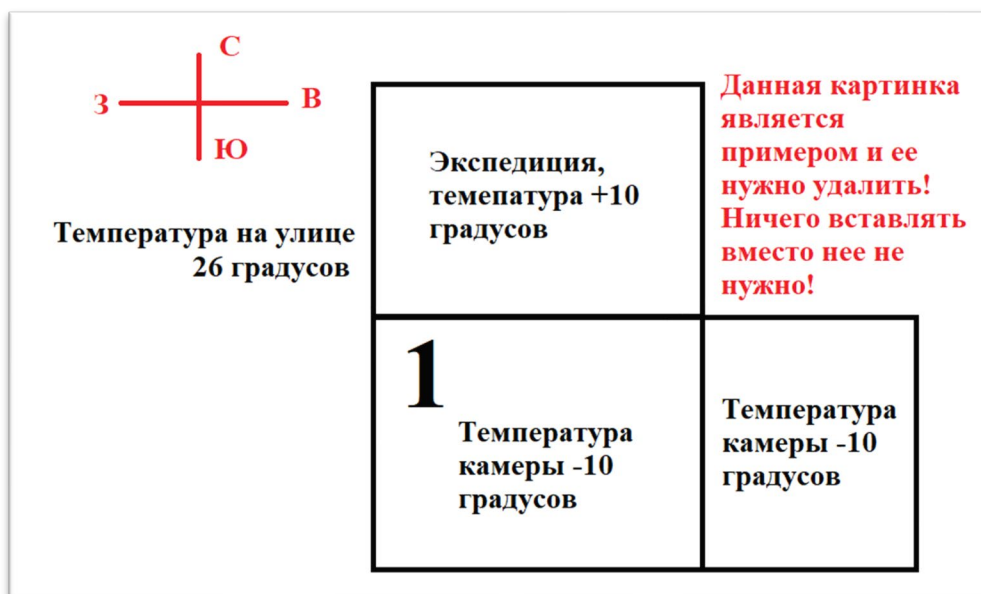 С
З
В
Ю
Температура на улице
26 градусов
Экспедиция,
темепатура +10
градусов
Данная картинка
является
примером и ее
нужно удалить!
Ничего вставлять
вместо нее не
нужно!
1
Температура
камеры -10
градусов
Температура
камеры -10
градусов